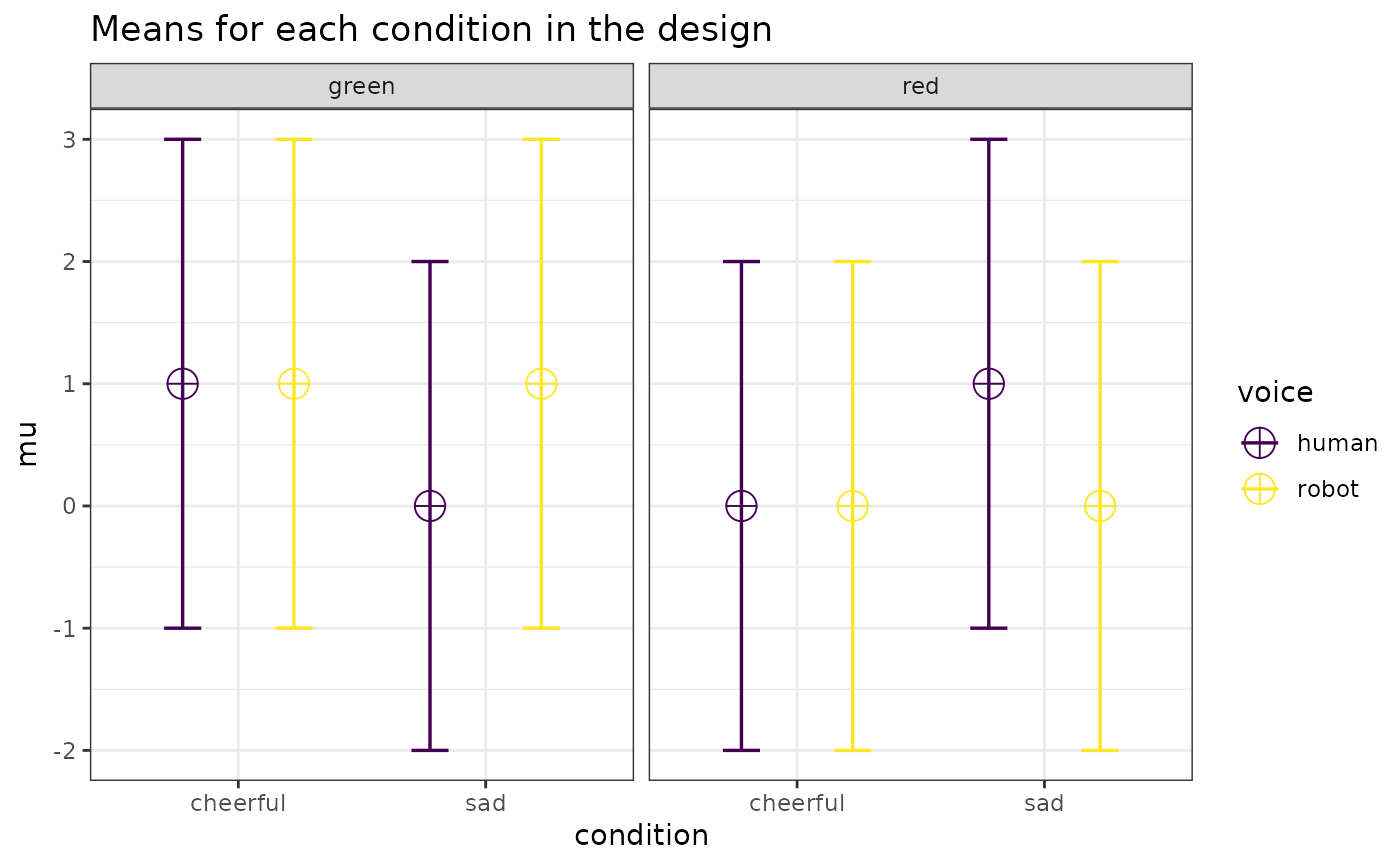 Means for each condition in the design
green
red
3
2
1
0
-1
-2
mu
cheerful
sad
cheerful
sad
condition
voice
human
robot